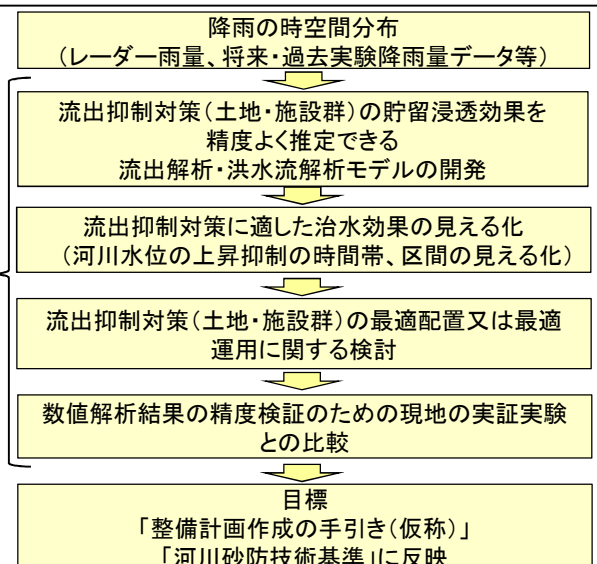 降雨の時空間分布
（レーダー雨量、将来・過去実験降雨量データ等）
流出抑制対策（土地・施設群）の貯留浸透効果を
精度よく推定できる
流出解析・洪水流解析モデルの開発
流出抑制対策に適した治水効果の見える化
（河川水位の上昇抑制の時間帯、区間の見える化）
流出抑制対策（土地・施設群）の最適配置又は最適
運用に関する検討
数値解析結果の精度検証のための現地の実証実験
との比較
目標
「整備計画作成の手引き（仮称）」
「河川砂防技術基準」に反映